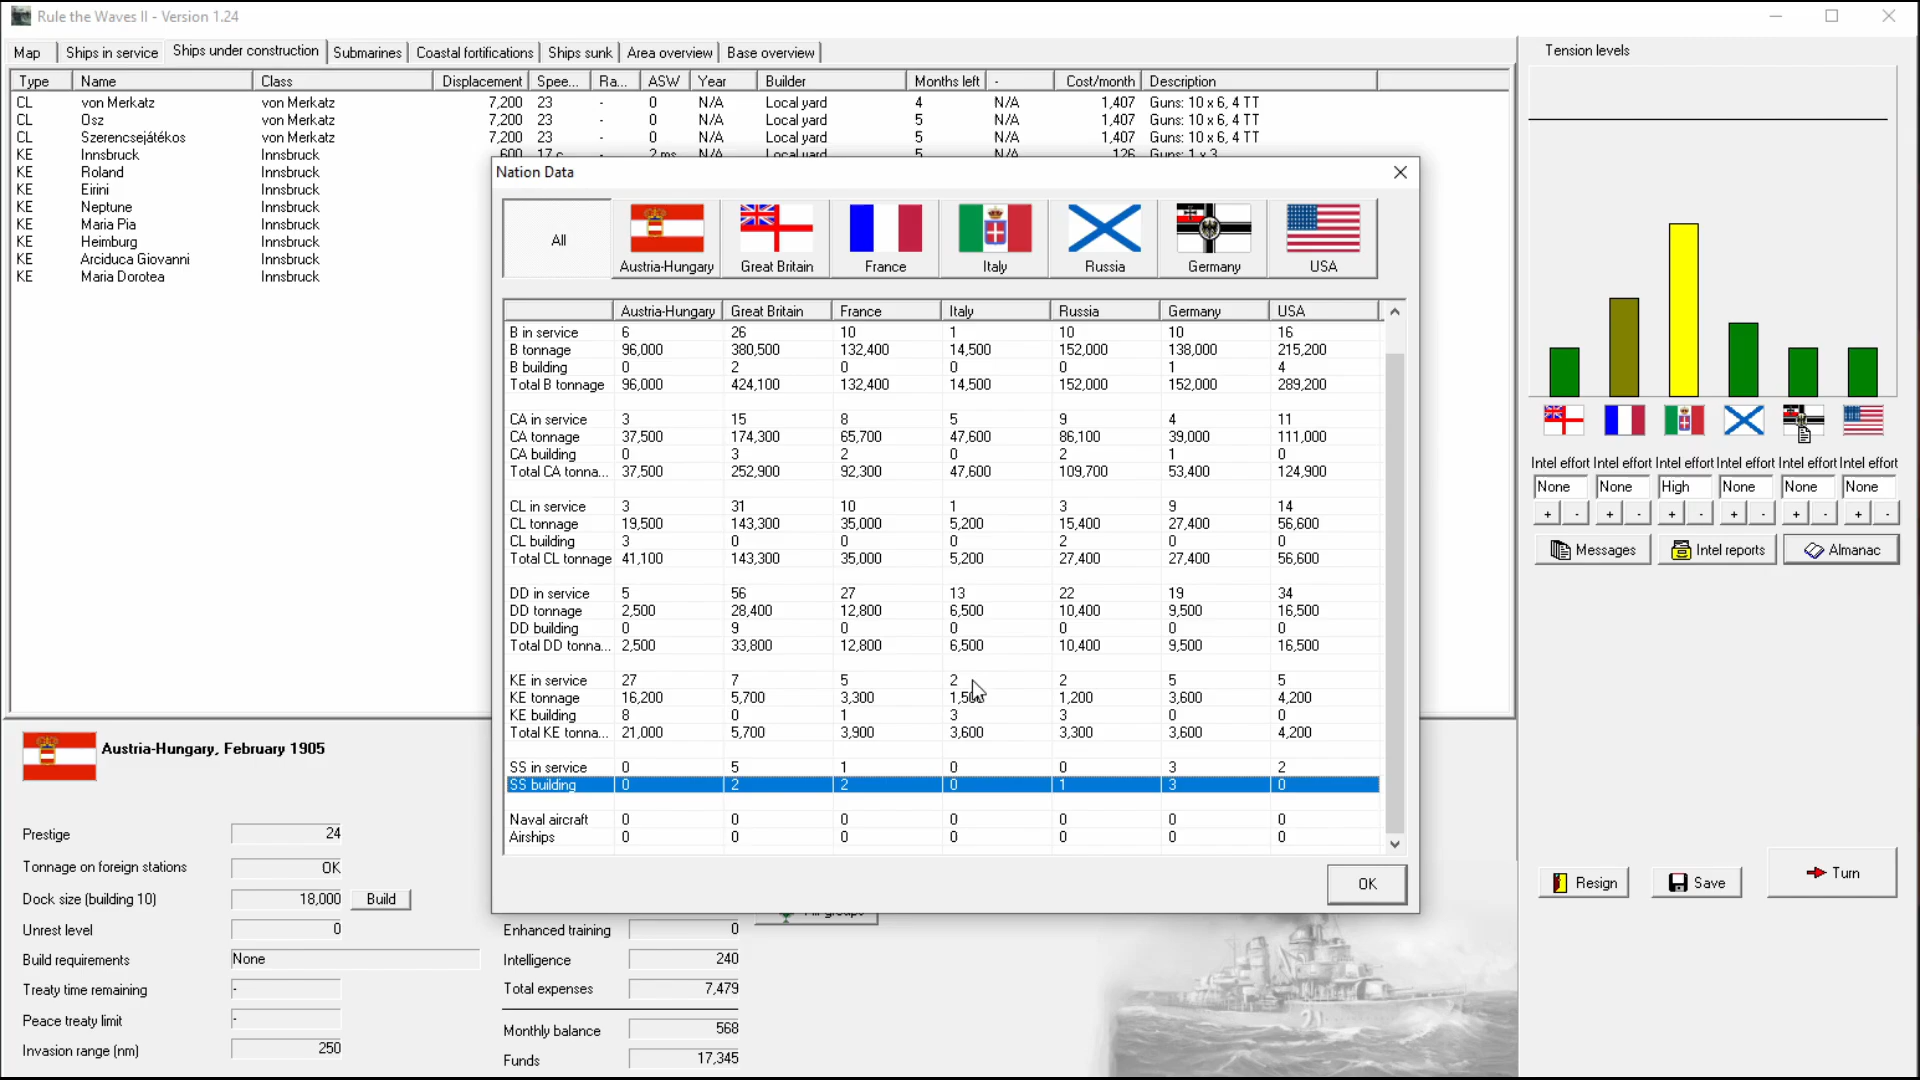 Rule the Waves II - Version 1.24
Map Ships in service Ships under construction Submarines Coastal fortifications Ships sunk Area overview Base overview
Type Name Class Displacement Spee... Ra... ASW Year Builder Months left - Cost/month Description
CL von Merkatz von Merkatz 7,200 23 - 0 N/A Local yard 4 N/A 1,407 Guns: 10 x 6, 4 TT
CL Osz von Merkatz 7,200 23 - 0 N/A Local yard 5 N/A 1,407 Guns: 10 x 6, 4 TT
CL Szerencsejátékos von Merkatz 7,200 23 - 0 N/A Local yard 5 N/A 1,407 Guns: 10 x 6, 4 TT
KE Innsbruck Innsbruck 600 17 c - 2 ms N/A Local yard 5 N/A 126 Guns: 1 x 3
KE Roland Innsbruck
KE Eirini Innsbruck
KE Neptune Innsbruck
KE Maria Pia Innsbruck
KE Heimburg Innsbruck
KE Arciduca Giovanni Innsbruck
KE Maria Dorotea Innsbruck
Nation Data
All Austria-Hungary Great Britain France Italy Russia Germany USA
Austria-Hungary Great Britain France Italy Russia Germany USA
B in service 6 26 10 1 10 10 16
B tonnage 96,000 380,500 132,400 14,500 152,000 138,000 215,200
B building 0 2 0 0 0 1 4
Total B tonnage 96,000 424,100 132,400 14,500 152,000 152,000 289,200
CA in service 3 15 8 5 9 4 11
CA tonnage 37,500 174,300 65,700 47,600 86,100 39,000 111,000
CA building 0 3 2 0 2 1 0
Total CA tonna... 37,500 252,900 92,300 47,600 109,700 53,400 124,900
CL in service 3 31 10 1 3 9 14
CL tonnage 19,500 143,300 35,000 5,200 15,400 27,400 56,600
CL building 3 0 0 0 2 0 0
Total CL tonnage 41,100 143,300 35,000 5,200 27,400 27,400 56,600
DD in service 5 56 27 13 22 19 34
DD tonnage 2,500 28,400 12,800 6,500 10,400 9,500 16,500
DD building 0 9 0 0 0 0 0
Total DD tonna... 2,500 33,800 12,800 6,500 10,400 9,500 16,500
KE in service 27 7 5 2 2 5 5
KE tonnage 16,200 5,700 3,300 1,500 1,200 3,600 4,200
KE building 8 0 1 3 3 0 0
Total KE tonna... 21,000 5,700 3,900 3,600 3,300 3,600 4,200
SS in service 0 5 1 0 0 3 2
SS building 0 2 2 0 1 3 0
Naval aircraft 0 0 0 0 0 0 0
Airships 0 0 0 0 0 0 0
OK
Tension levels
Intel effort Intel effort Intel effort Intel effort Intel effort Intel effort
None None High None None None
+ - + - + - + - + - + -
Messages Intel reports Almanac
Resign Save Turn
Austria-Hungary, February 1905
Prestige 24
Tonnage on foreign stations OK
Dock size (building 10) 18,000 Build
Unrest level 0
Build requirements None
Treaty time remaining -
Peace treaty limit -
Invasion range (nm) 250
Enhanced training 0
Intelligence 240
Total expenses 7,479
Monthly balance 568
Funds 17,345